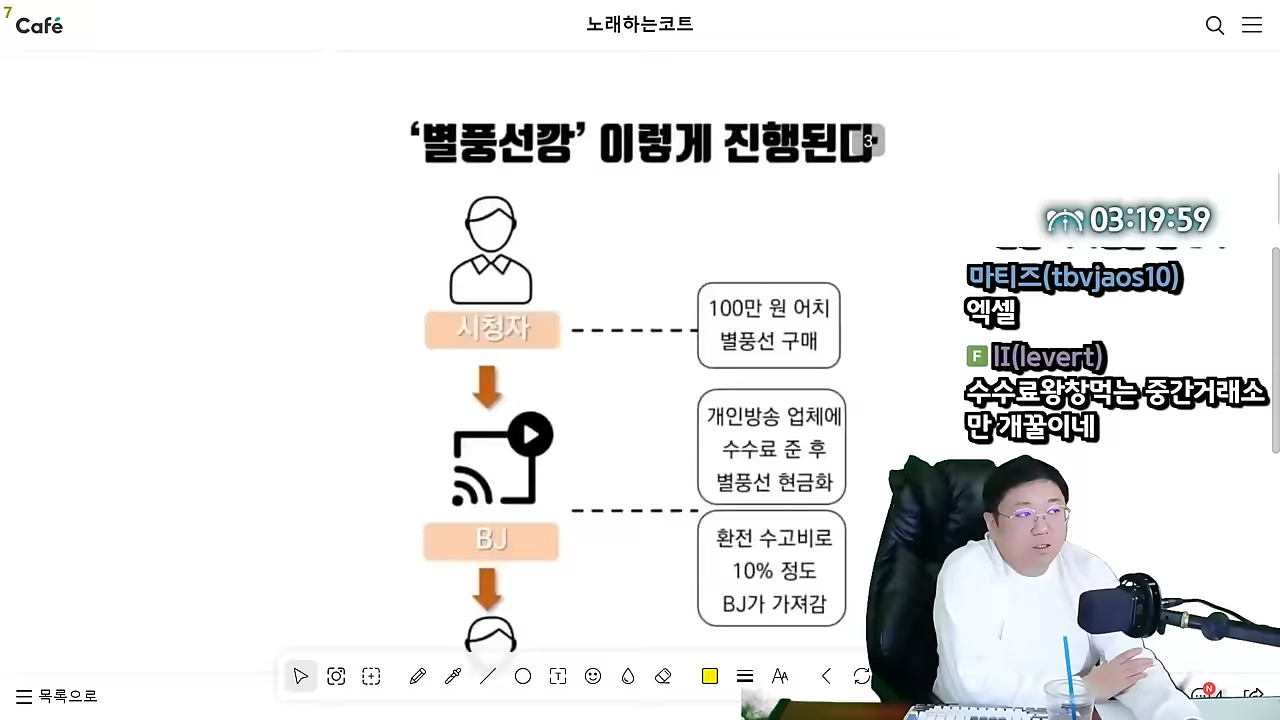 7
Café
노래하는코트
‘별풍선깡’ 이렇게 진행된다
3
03:19:59
마티즈(tbvjaos10)
엑셀
F lI(levert)
수수료왕창먹는 중간거래소
만 개꿀이네
시청자
100만 원 어치
별풍선 구매
개인방송 업체에
수수료 준 후
별풍선 현금화
BJ
환전 수고비로
10% 정도
BJ가 가져감
목록으로
N
4